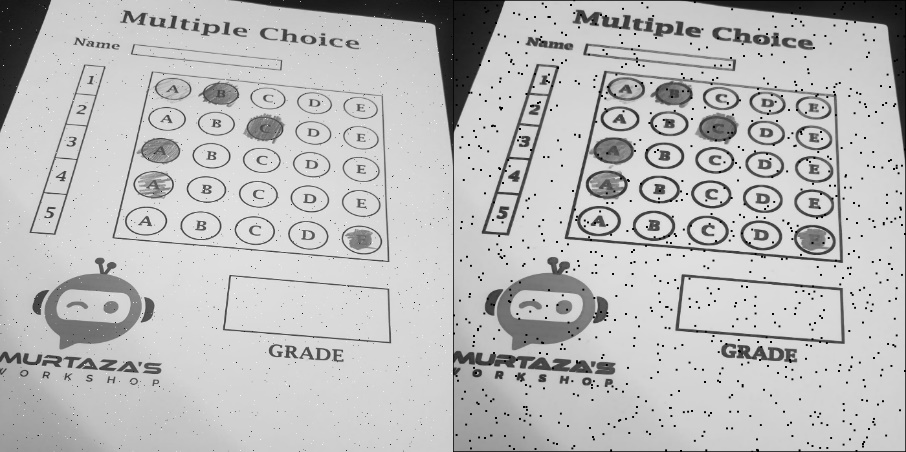 Multiple Choice
Name
1 A B C D E
2 A B C D E
3 A B C D E
4 A B C D E
5 A B C D E
GRADE
MURTAZA'S
WORKSHOP
Multiple Choice
Name
1 A B C D E
2 A B C D E
3 A B C D E
4 A B C D E
5 A B C D
GRADE
MURTAZA'S
WORKSHOP